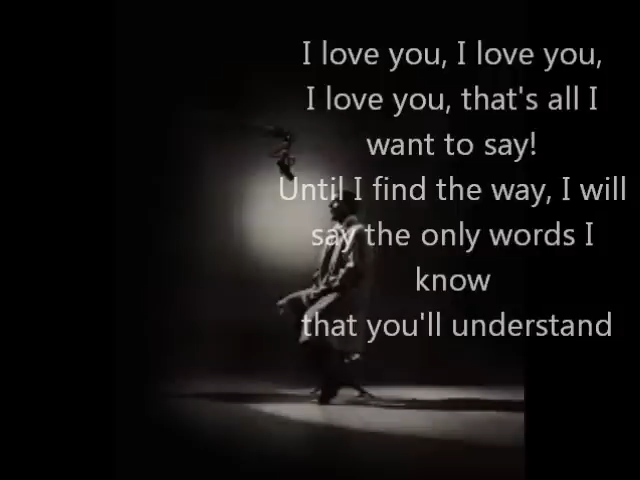 I love you, I love you,
I love you, that's all I
want to say!
Until I find the way, I will
say the only words I
know
that you'll understand